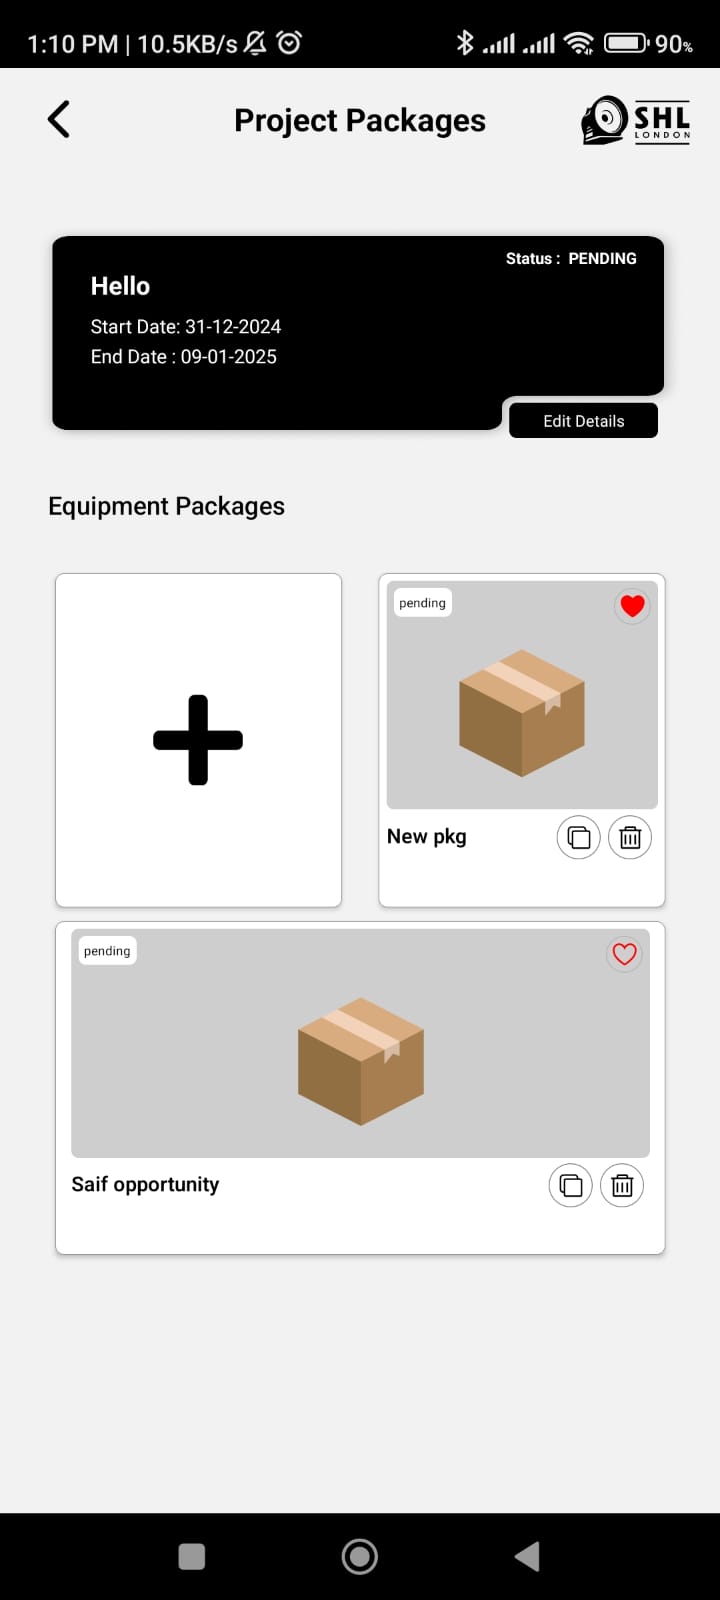 1:10 PM | 10.5KB/s 90%
Project Packages
SHL
LONDON
Status : PENDING
Hello
Start Date: 31-12-2024
End Date : 09-01-2025
Edit Details
Equipment Packages
pending
New pkg
pending
Saif opportunity